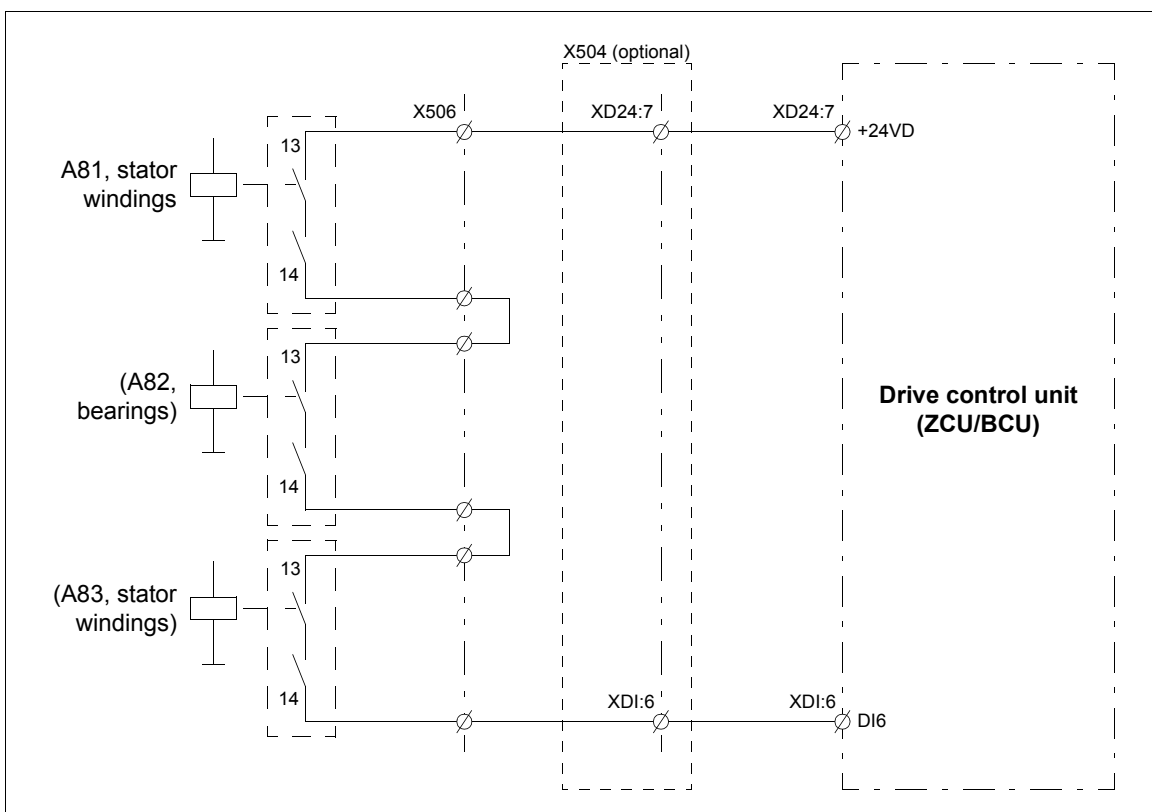 X504 (optional)
X506
XD24:7
XD24:7
+24VD
13
A81, stator
windings
14
13
(A82,
bearings)
14
Drive control unit
(ZCU/BCU)
13
(A83, stator
windings)
14
XDI:6
XDI:6
DI6